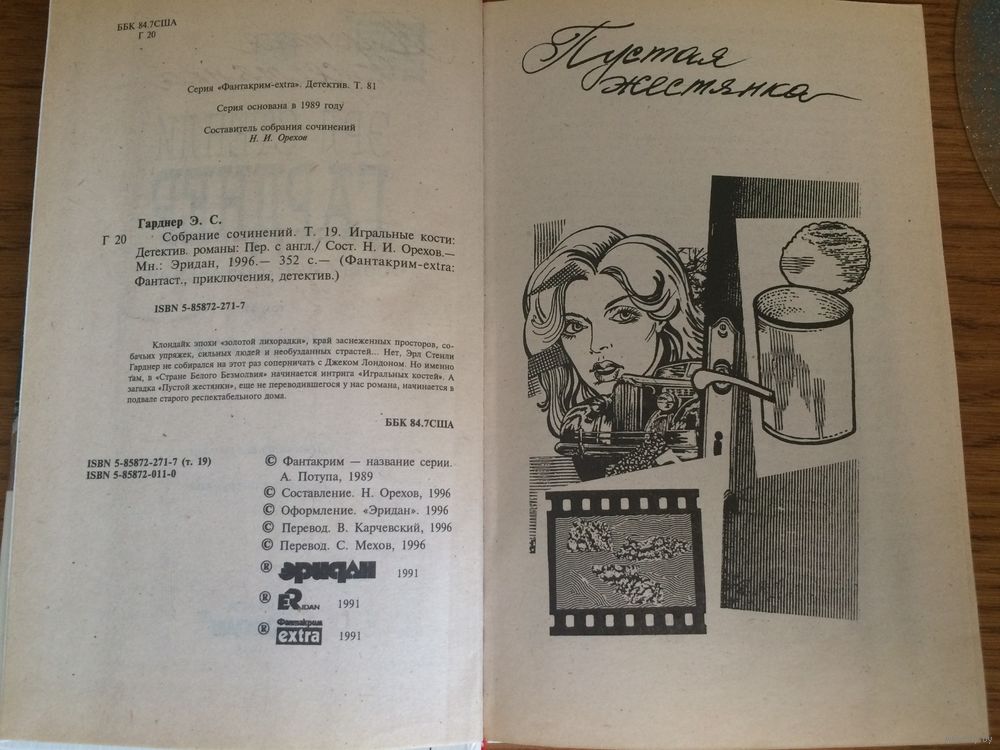 ББК 84.7США
Г 20
Серия «Фантакрим-extra». Детектив. Т. 81
Серия основана в 1989 году
Составитель собрания сочинений
Н. И. Орехов
Гарднер Э. С.
Г 20 Собрание сочинений. Т. 19. Игральные кости:
Детектив. романы: Пер. с англ./ Сост. Н. И. Орехов.—
Мн.: Эридан, 1996.— 352 с.— (Фантакрим-extra:
Фантаст., приключения, детектив.)
ISBN 5-85872-271-7
Клондайк эпохи «золотой лихорадки», край заснеженных просторов, со-
бачьих упряжек, сильных людей и необузданных страстей... Нет, Эрл Стенли
Гарднер не собирался на этот раз соперничать с Джеком Лондоном. Но именно
там, в «Стране Белого Безмолвия» начинается интрига «Игральных костей». А
загадка «Пустой жестянки», еще не переводившегося у нас романа, начинается в
подвале старого респектабельного дома.
ББК 84.7США
ISBN 5-85872-271-7 (т. 19)
ISBN 5-85872-011-0
© Фантакрим — название серии.
А. Потупа, 1989
© Составление. Н. Орехов, 1996
© Оформление. «Эридан». 1996
© Перевод. В. Карчевский, 1996
© Перевод. С. Мехов, 1996
® эридан 1991
® ERIDAN 1991
® Фантакрим extra 1991
Пустая
жестянка